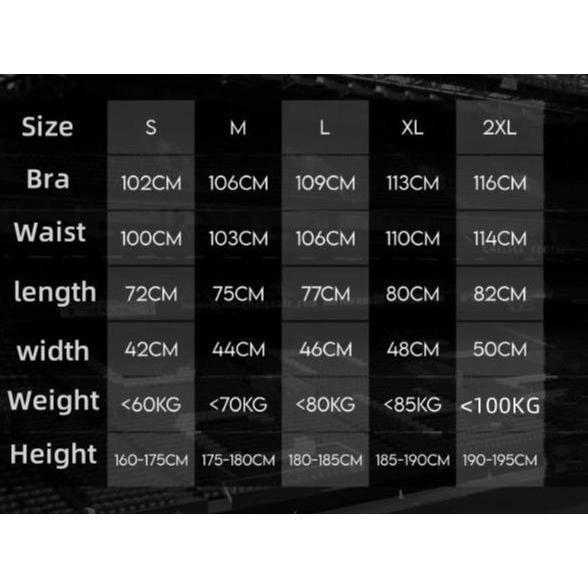 Size S M L XL 2XL
Bra 102CM 106CM 109CM 113CM 116CM
Waist 100CM 103CM 106CM 110CM 114CM
length 72CM 75CM 77CM 80CM 82CM
width 42CM 44CM 46CM 48CM 50CM
Weight <60KG <70KG <80KG <85KG <100KG
Height 160-175CM 175-180CM 180-185CM 185-190CM 190-195CM